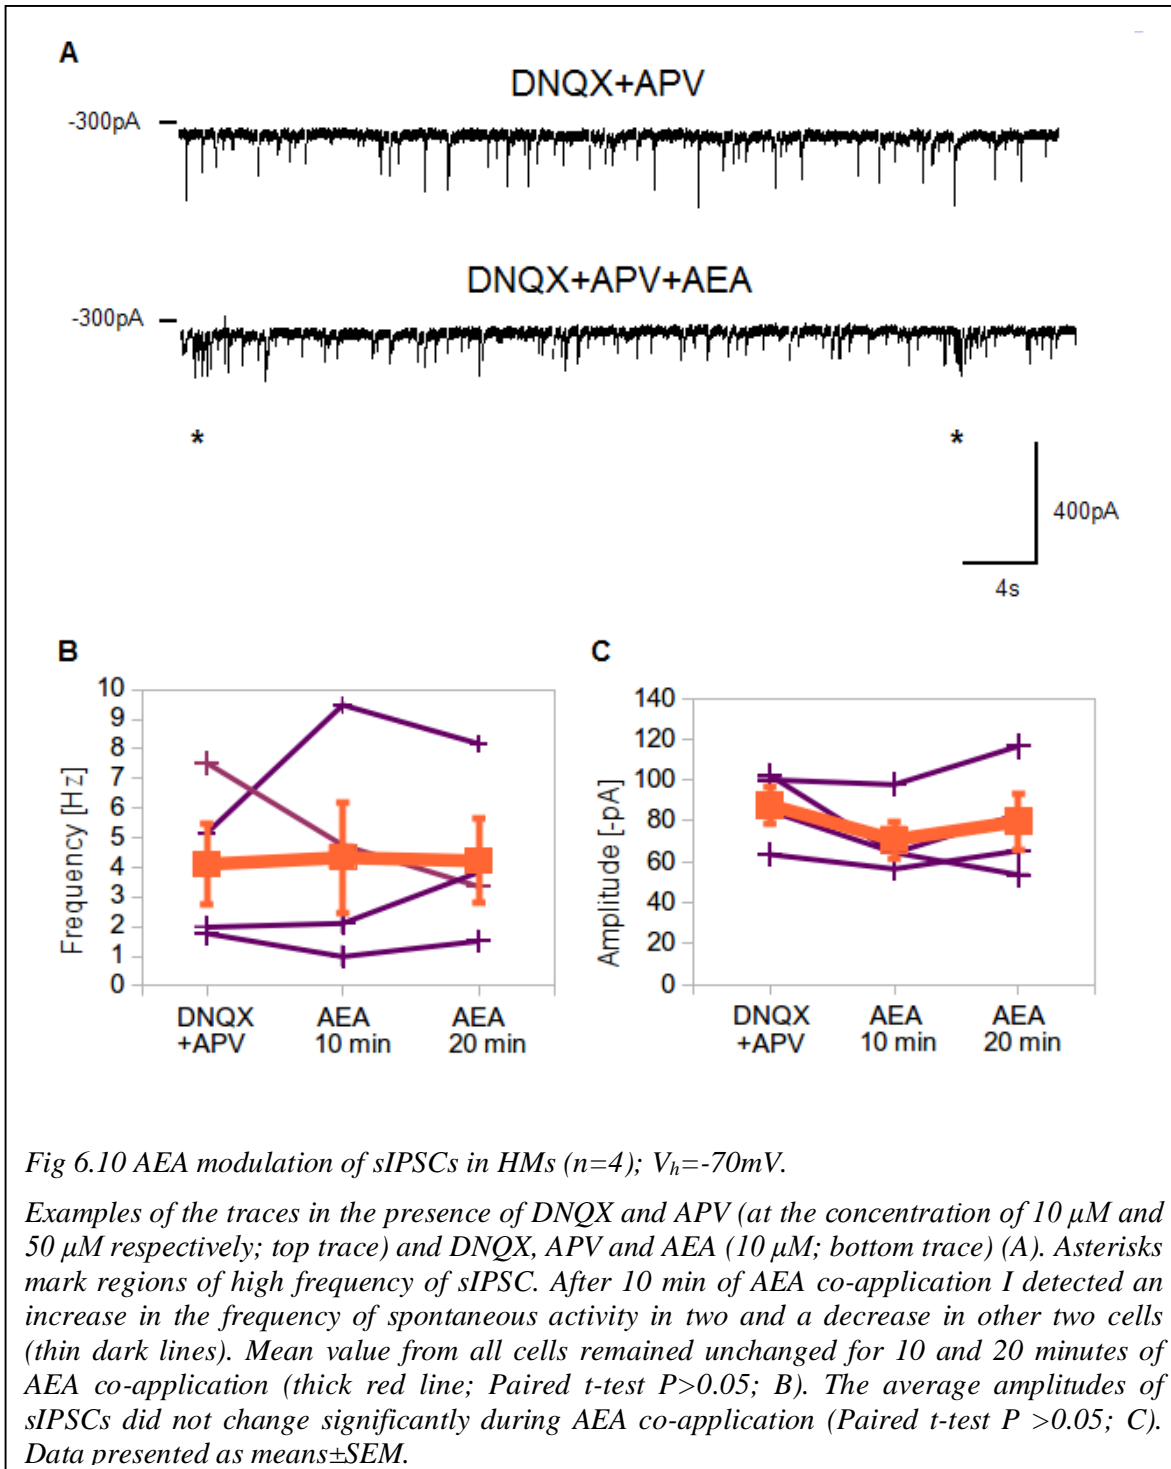 A
DNQX+APV
-300pA
DNQX+APV+AEA
-300pA
* *
400pA
4s
B
10
9
8
7
6
5
4
3
2
1
0
Frequency [Hz]
DNQX
+APV
AEA
10 min
AEA
20 min
C
140
120
100
80
60
40
20
0
Amplitude [-pA]
DNQX
+APV
AEA
10 min
AEA
20 min
Fig 6.10 AEA modulation of sIPSCs in HMs (n=4); Vh=-70mV.
Examples of the traces in the presence of DNQX and APV (at the concentration of 10 µM and
50 µM respectively; top trace) and DNQX, APV and AEA (10 µM; bottom trace) (A). Asterisks
mark regions of high frequency of sIPSC. After 10 min of AEA co-application I detected an
increase in the frequency of spontaneous activity in two and a decrease in other two cells
(thin dark lines). Mean value from all cells remained unchanged for 10 and 20 minutes of
AEA co-application (thick red line; Paired t-test P>0.05; B). The average amplitudes of
sIPSCs did not change significantly during AEA co-application (Paired t-test P >0.05; C).
Data presented as means±SEM.